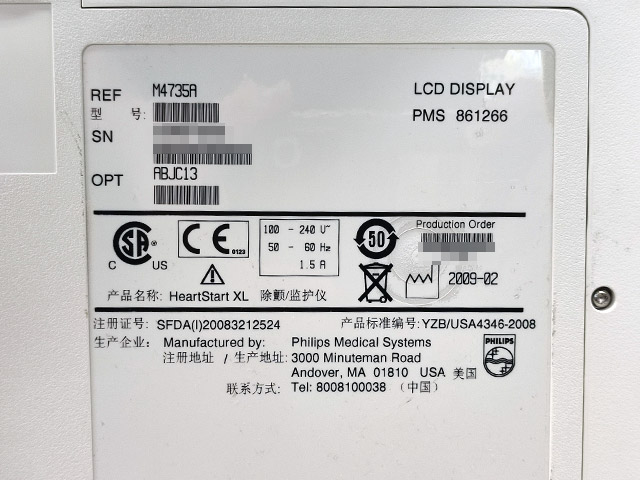 REF M4735A LCD DISPLAY
型 号: PMS 861266
SN
OPT ABJC13
C SA US CE 0123 100 - 240 V~ 50 Production Order
50 - 60 Hz
1.5 A 2009-02
产品名称: HeartStart XL 除颤/监护仪
注册证号: SFDA(I)20083212524 产品标准编号: YZB/USA4346-2008
生产企业: Manufactured by: Philips Medical Systems PHILIPS
注册地址 / 生产地址: 3000 Minuteman Road
Andover, MA 01810 USA 美国
联系方式: Tel: 8008100038 (中国)